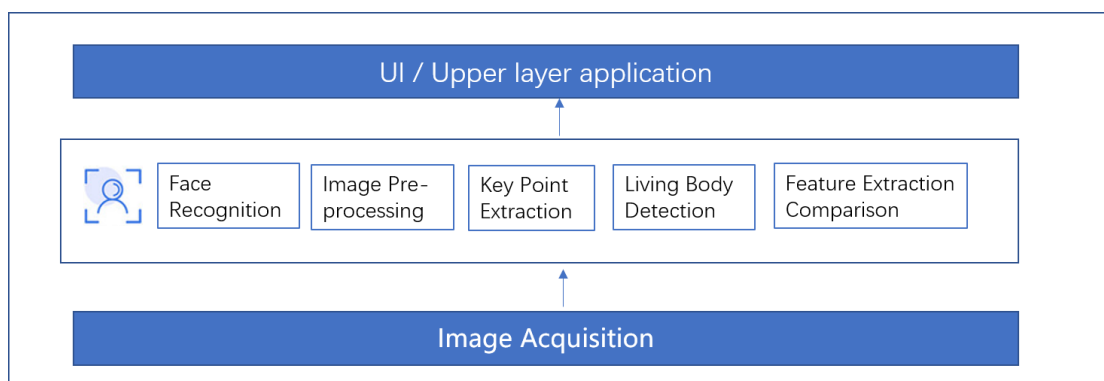 UI / Upper layer application
Face
Recognition
Image Pre-
processing
Key Point
Extraction
Living Body
Detection
Feature Extraction
Comparison
Image Acquisition